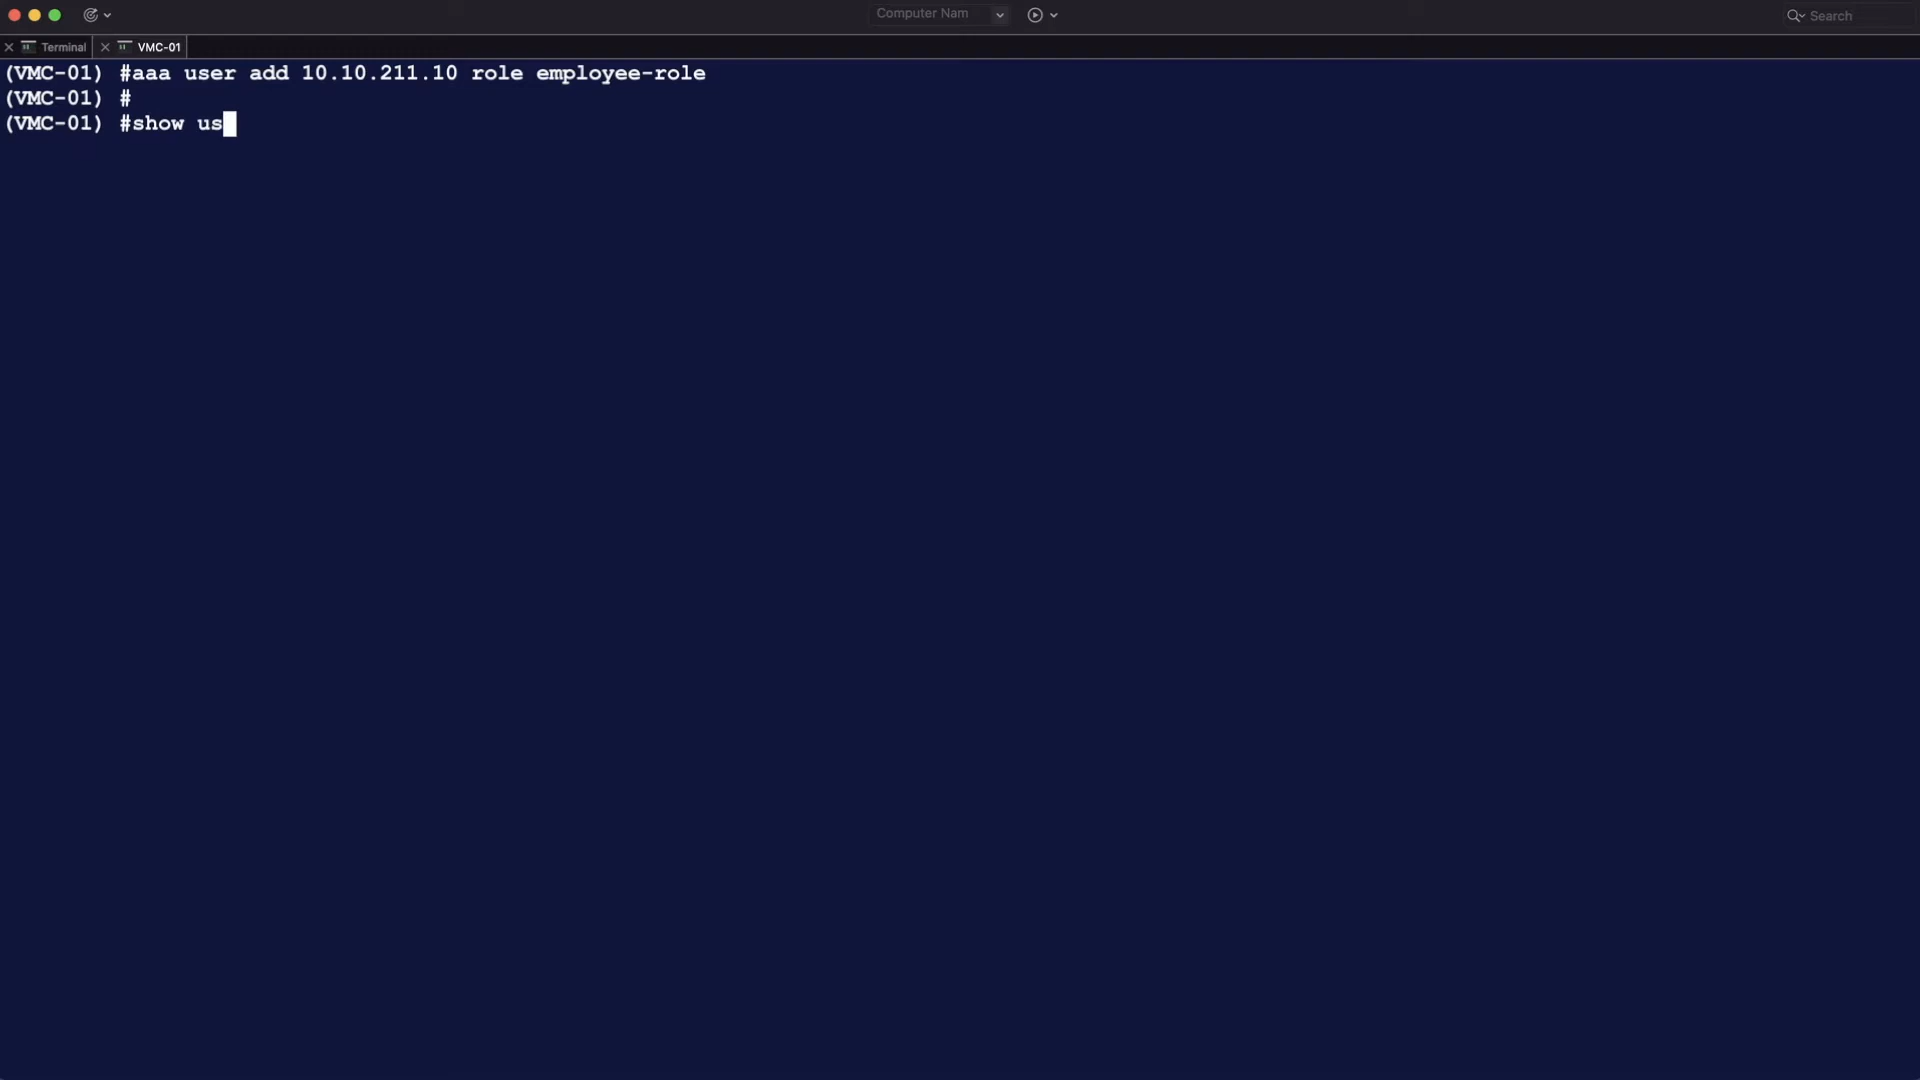 Computer Nam
Search
Terminal
VMC-01
(VMC-01) #aaa user add 10.10.211.10 role employee-role
(VMC-01) #
(VMC-01) #show us